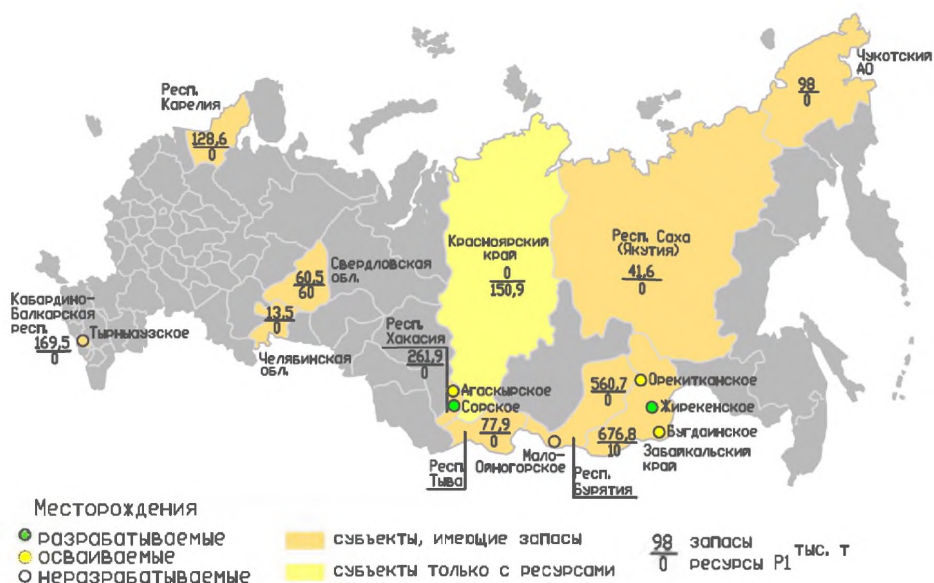 Чукотский
АО
98
0
Респ.
Карелия
128,6
0
Красноярский
край
0
150,9
Респ. Саха
(Якутия)
41,6
0
Свердловская
обл.
60,5
60
13,5
0
Челябинская
обл.
Кабардино-
Балкарская
респ.
169,5
0
Тырныаузское
Респ.
Хакасия
261,9
0
Агаскырское
Сорское
77,9
0
Респ.
Тыва
Мало-
Ойногорское
560,7
0
Респ.
Бурятия
Орекитканское
Жирекенское
Бугдаинское
676,8
10
Забайкальский
край
Месторождения
разрабатываемые
осваиваемые
неразрабатываемые
субъекты, имеющие запасы
субъекты только с ресурсами
98 запасы
0 ресурсы Р1 тыс. т